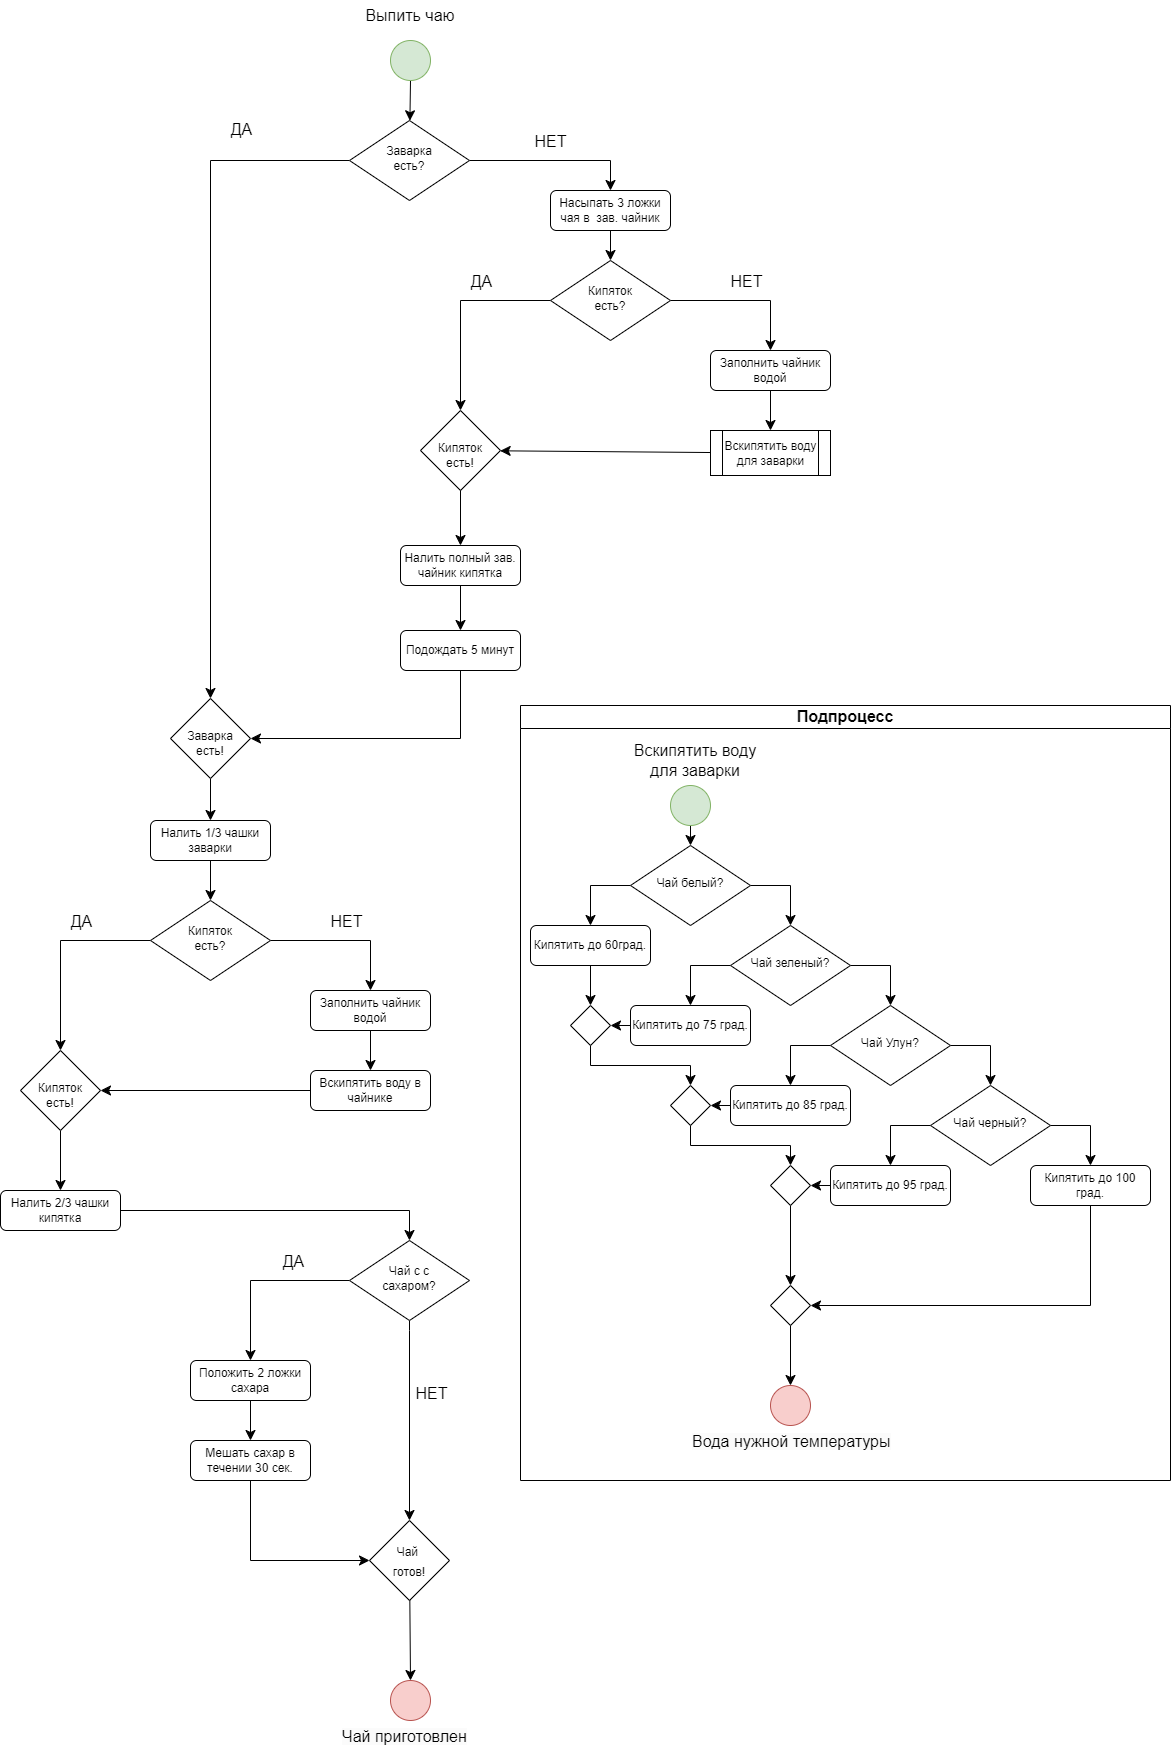 Выпить чаю
ДА
НЕТ
Заварка
есть?
Насыпать 3 ложки
чая в зав. чайник
ДА
НЕТ
Кипяток
есть?
Заполнить чайник
водой
Кипяток
есть!
Вскипятить воду
для заварки
Налить полный зав.
чайник кипятка
Подождать 5 минут
Заварка
есть!
Налить 1/3 чашки
заварки
ДА
НЕТ
Кипяток
есть?
Заполнить чайник
водой
Кипяток
есть!
Вскипятить воду в
чайнике
Налить 2/3 чашки
кипятка
ДА
Чай с с
сахаром?
Положить 2 ложки
сахара
НЕТ
Мешать сахар в
течении 30 сек.
Чай
готов!
Чай приготовлен
Подпроцесс
Вскипятить воду
для заварки
Чай белый?
Кипятить до 60град.
Чай зеленый?
Кипятить до 75 град.
Чай Улун?
Кипятить до 85 град.
Чай черный?
Кипятить до 95 град.
Кипятить до 100
град.
Вода нужной температуры